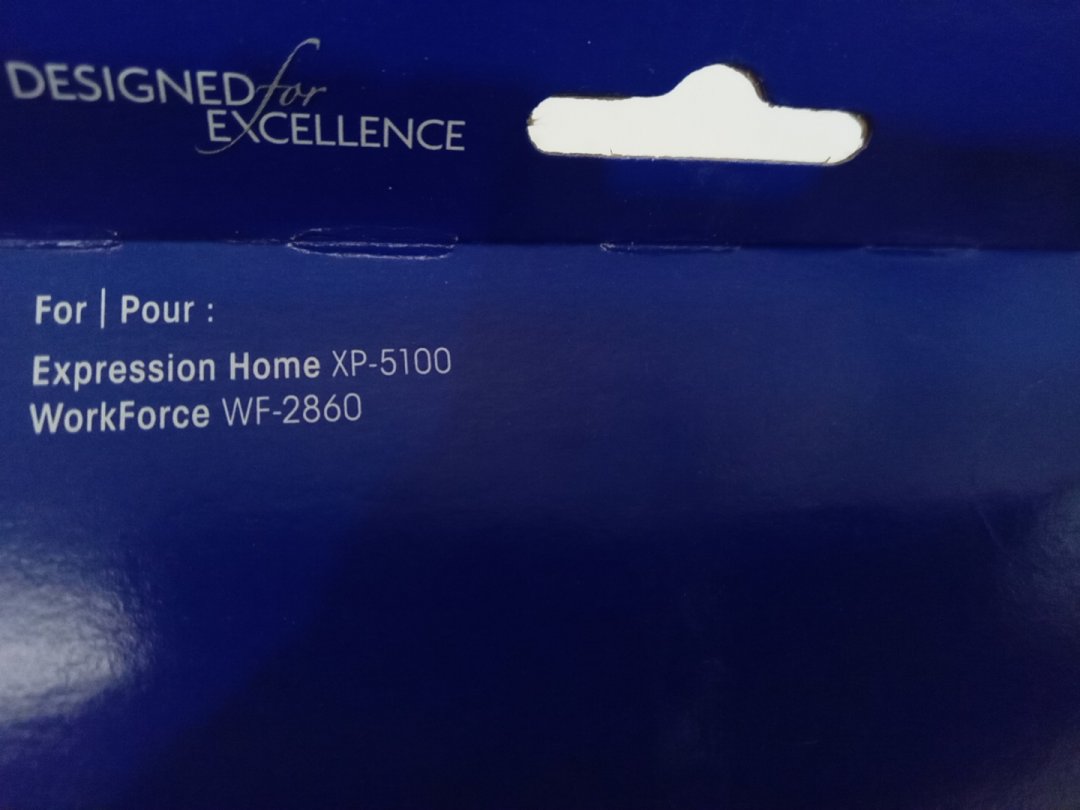 DESIGNED for
EXCELLENCE
For | Pour :
Expression Home XP-5100
WorkForce WF-2860